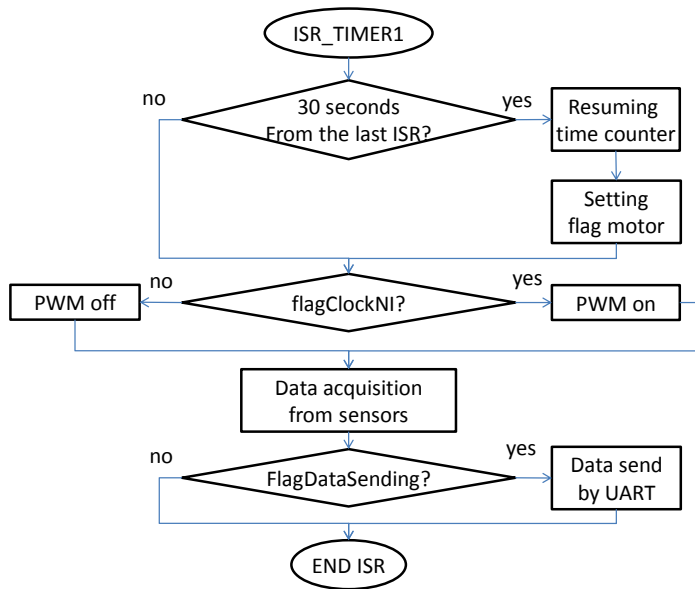 ISR_TIMER1
no
30 seconds
From the last ISR?
yes
Resuming
time counter
Setting
flag motor
PWM off
no
flagClockNI?
yes
PWM on
Data acquisition
from sensors
no
FlagDataSending?
yes
Data send
by UART
END ISR